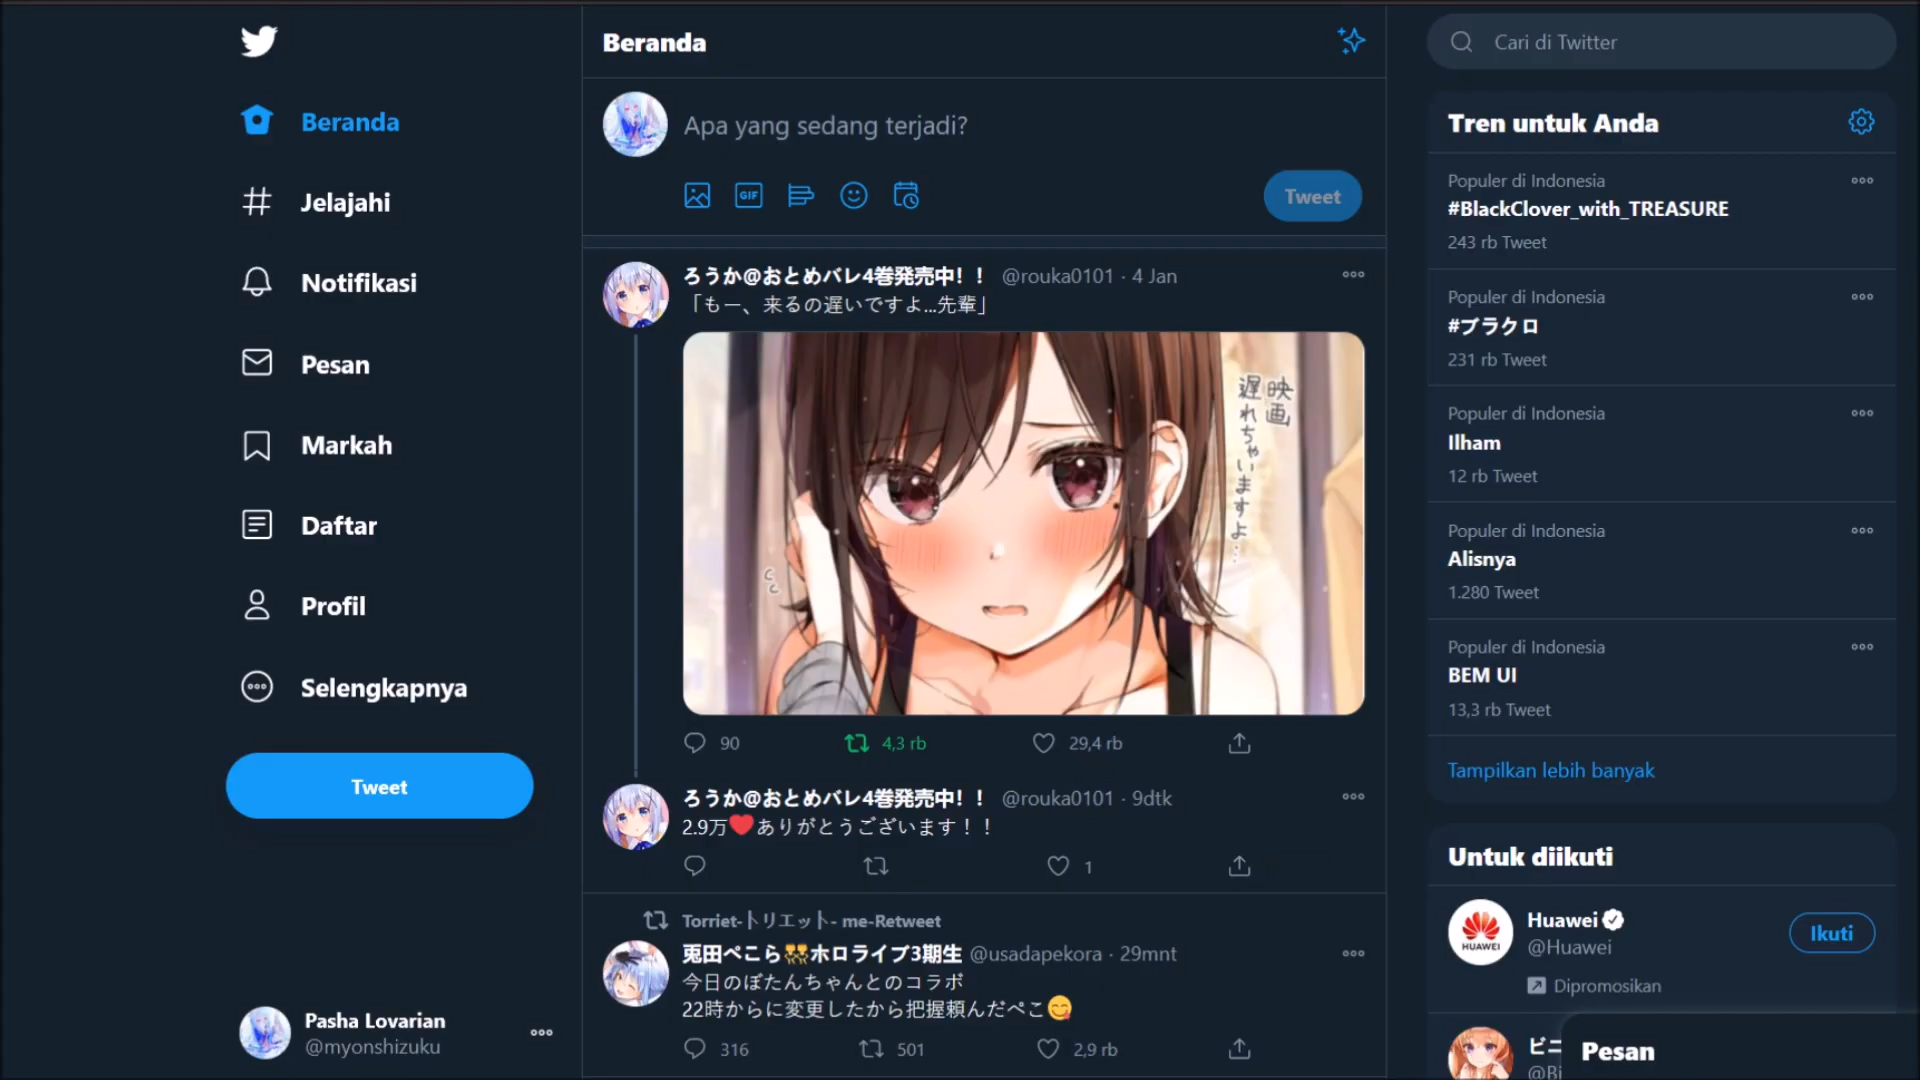 Beranda
Jelajahi
Notifikasi
Pesan
Markah
Daftar
Profil
Selengkapnya
Tweet
Pasha Lovarian
@myonshizuku
Beranda
Apa yang sedang terjadi?
GIF
Tweet
ろうか@おとめバレ4巻発売中！！ @rouka0101 · 4 Jan
「もー、来るの遅いですよ...先輩」
映画
遅れちゃいますよ…
90 4,3 rb 29,4 rb
ろうか@おとめバレ4巻発売中！！ @rouka0101 · 9dtk
2.9万❤️ありがとうございます！！
1
Torriet-トリエット- me-Retweet
兎田ぺこら👯ホロライブ3期生 @usadapekora · 29mnt
今日のぼたんちゃんとのコラボ
22時からに変更したから把握頼んだぺこ😋
316 501 2,9 rb
Cari di Twitter
Tren untuk Anda
Populer di Indonesia
#BlackClover_with_TREASURE
243 rb Tweet
Populer di Indonesia
#ブラクロ
231 rb Tweet
Populer di Indonesia
Ilham
12 rb Tweet
Populer di Indonesia
Alisnya
1.280 Tweet
Populer di Indonesia
BEM UI
13,3 rb Tweet
Tampilkan lebih banyak
Untuk diikuti
HUAWEI
Huawei
@Huawei
Ikuti
Dipromosikan
ビニ
@Bi
Pesan